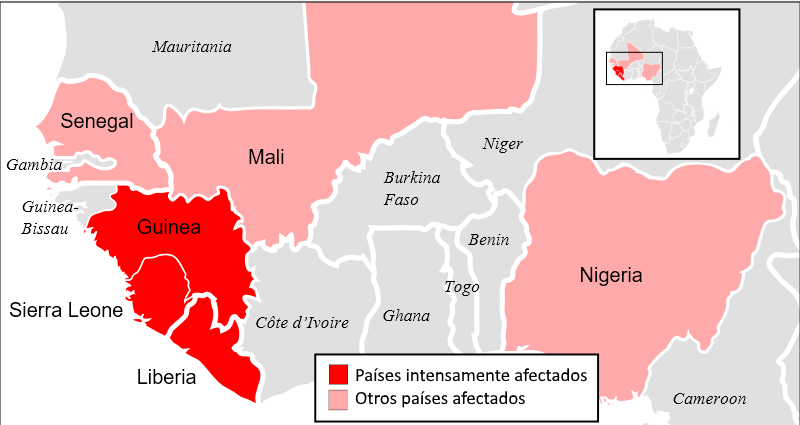 Mauritania
Senegal
Gambia
Mali
Niger
Burkina
Faso
Guinea-
Bissau
Guinea
Benin
Nigeria
Togo
Sierra Leone
Côte d’Ivoire
Ghana
Liberia
Países intensamente afectados
Otros países afectados
Cameroon